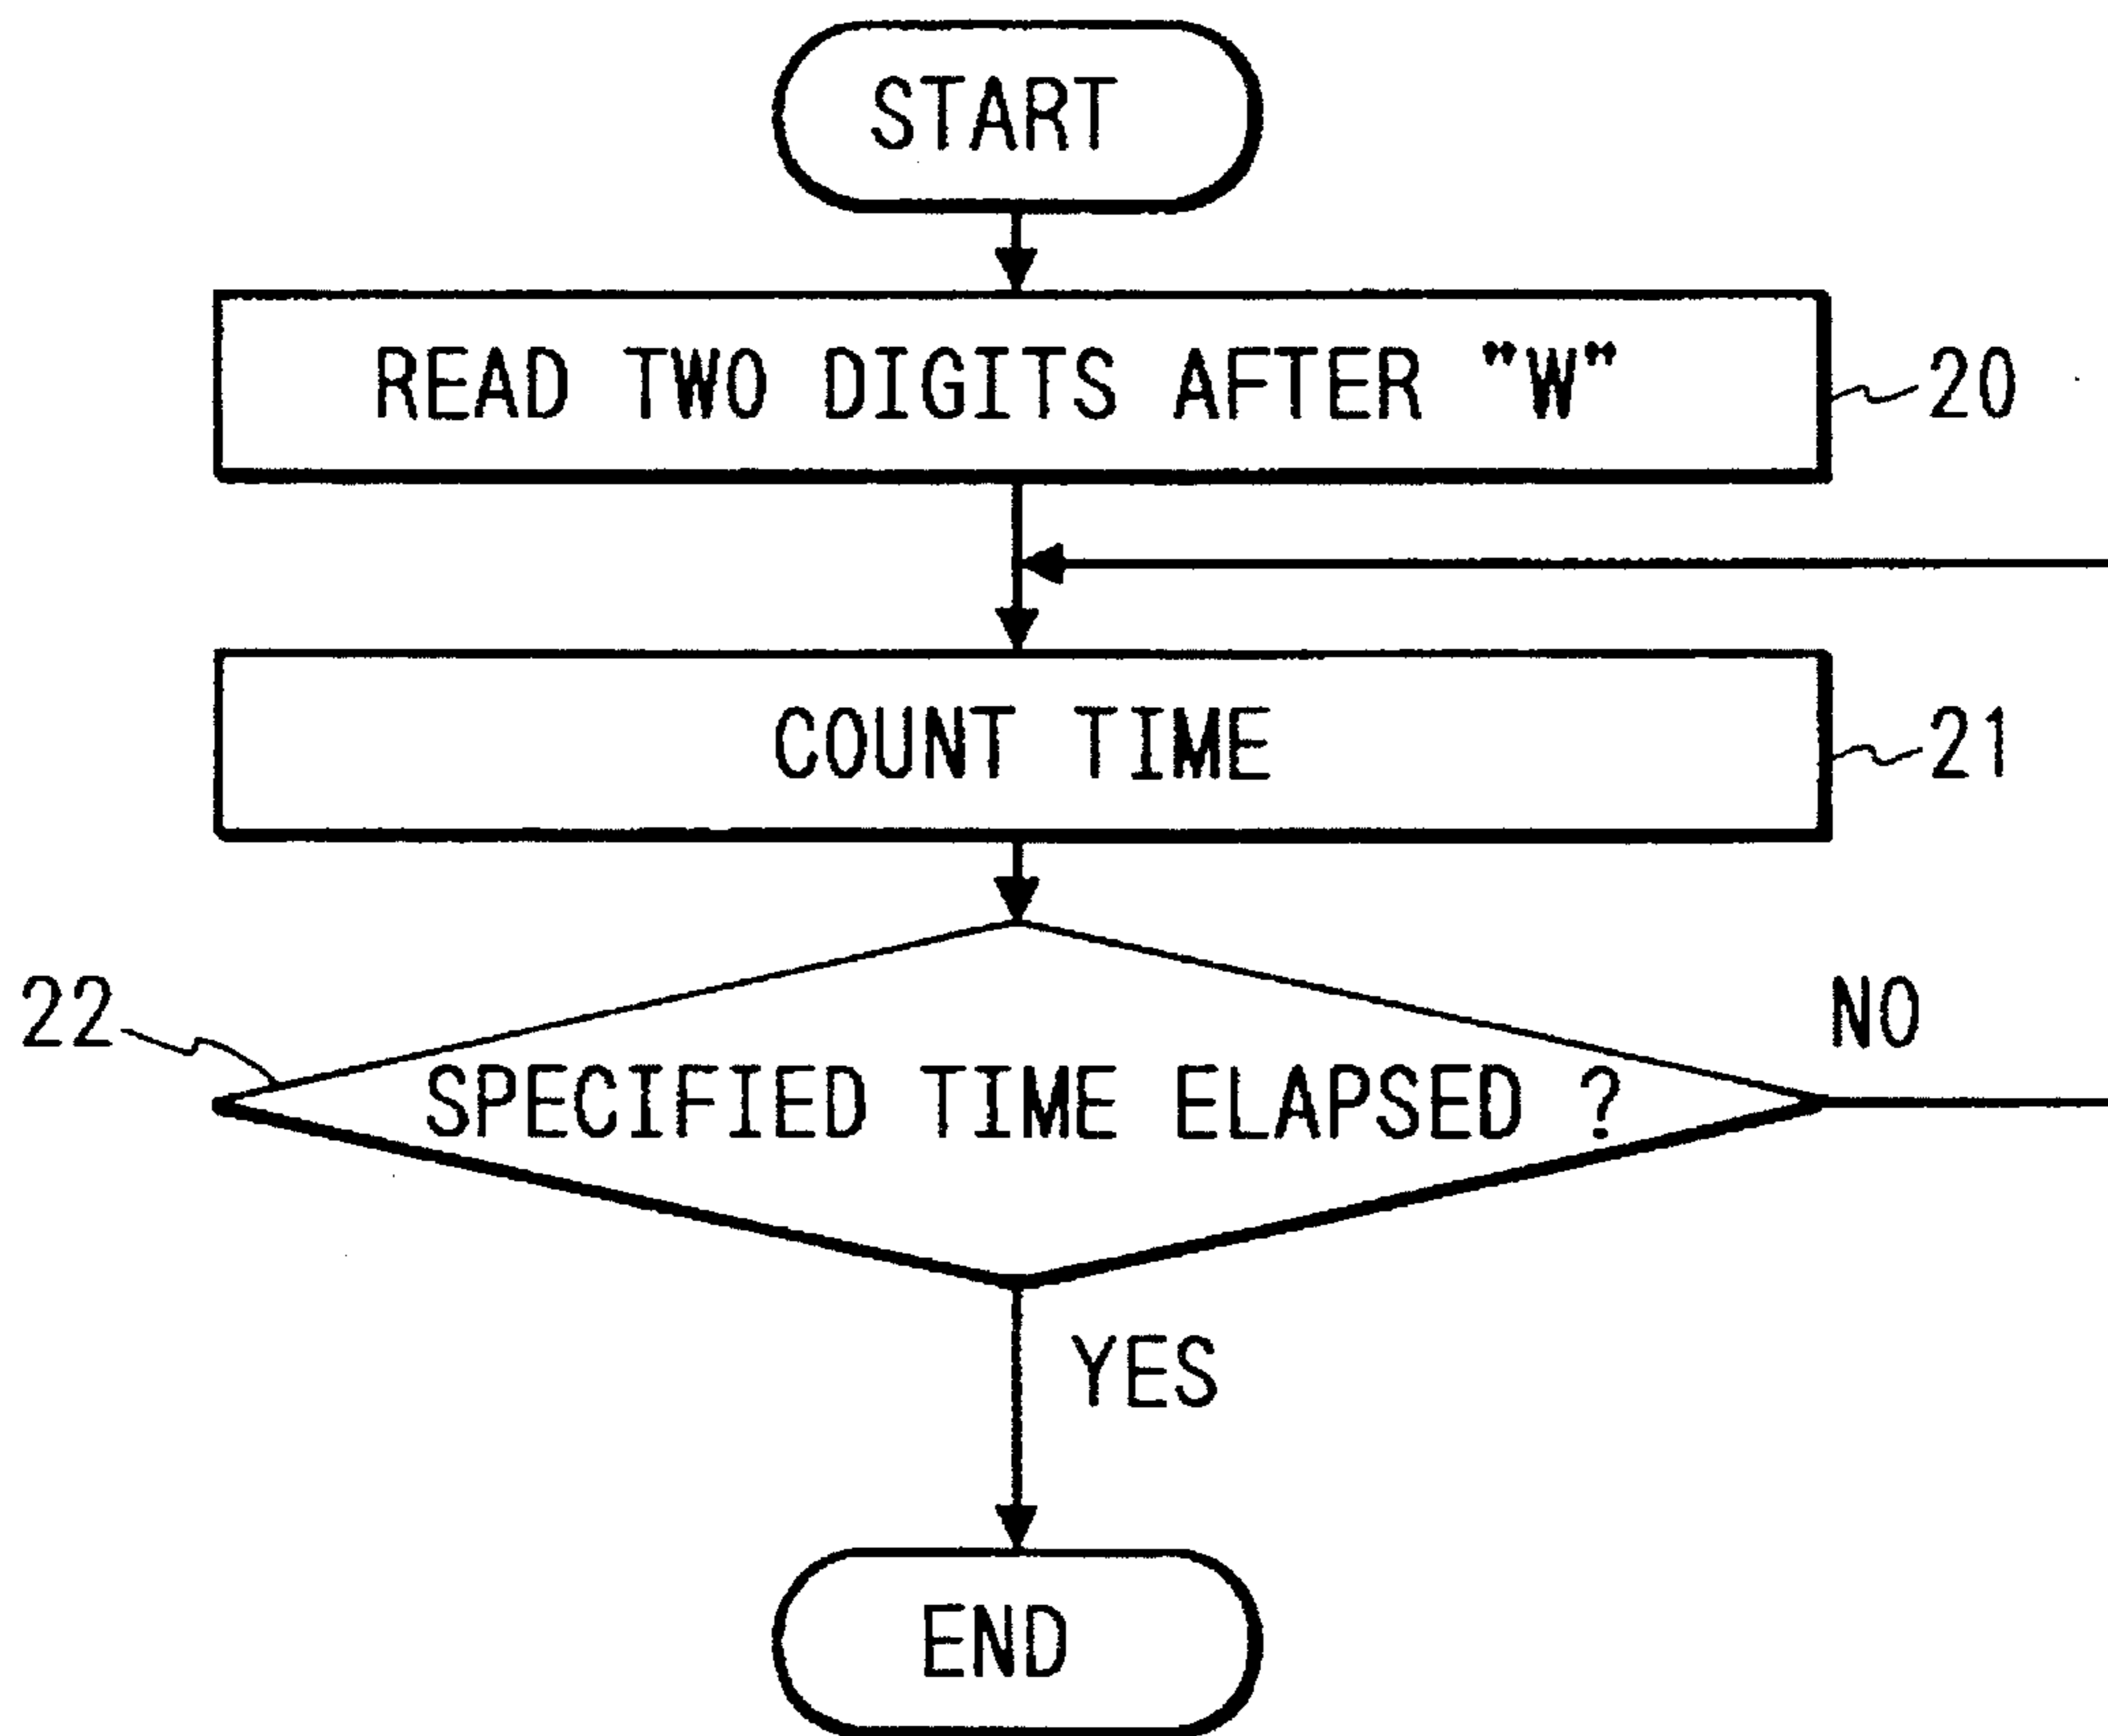 START
READ TWO DIGITS AFTER "W"
20
COUNT TIME
21
22
NO
SPECIFIED TIME ELAPSED ?
YES
END